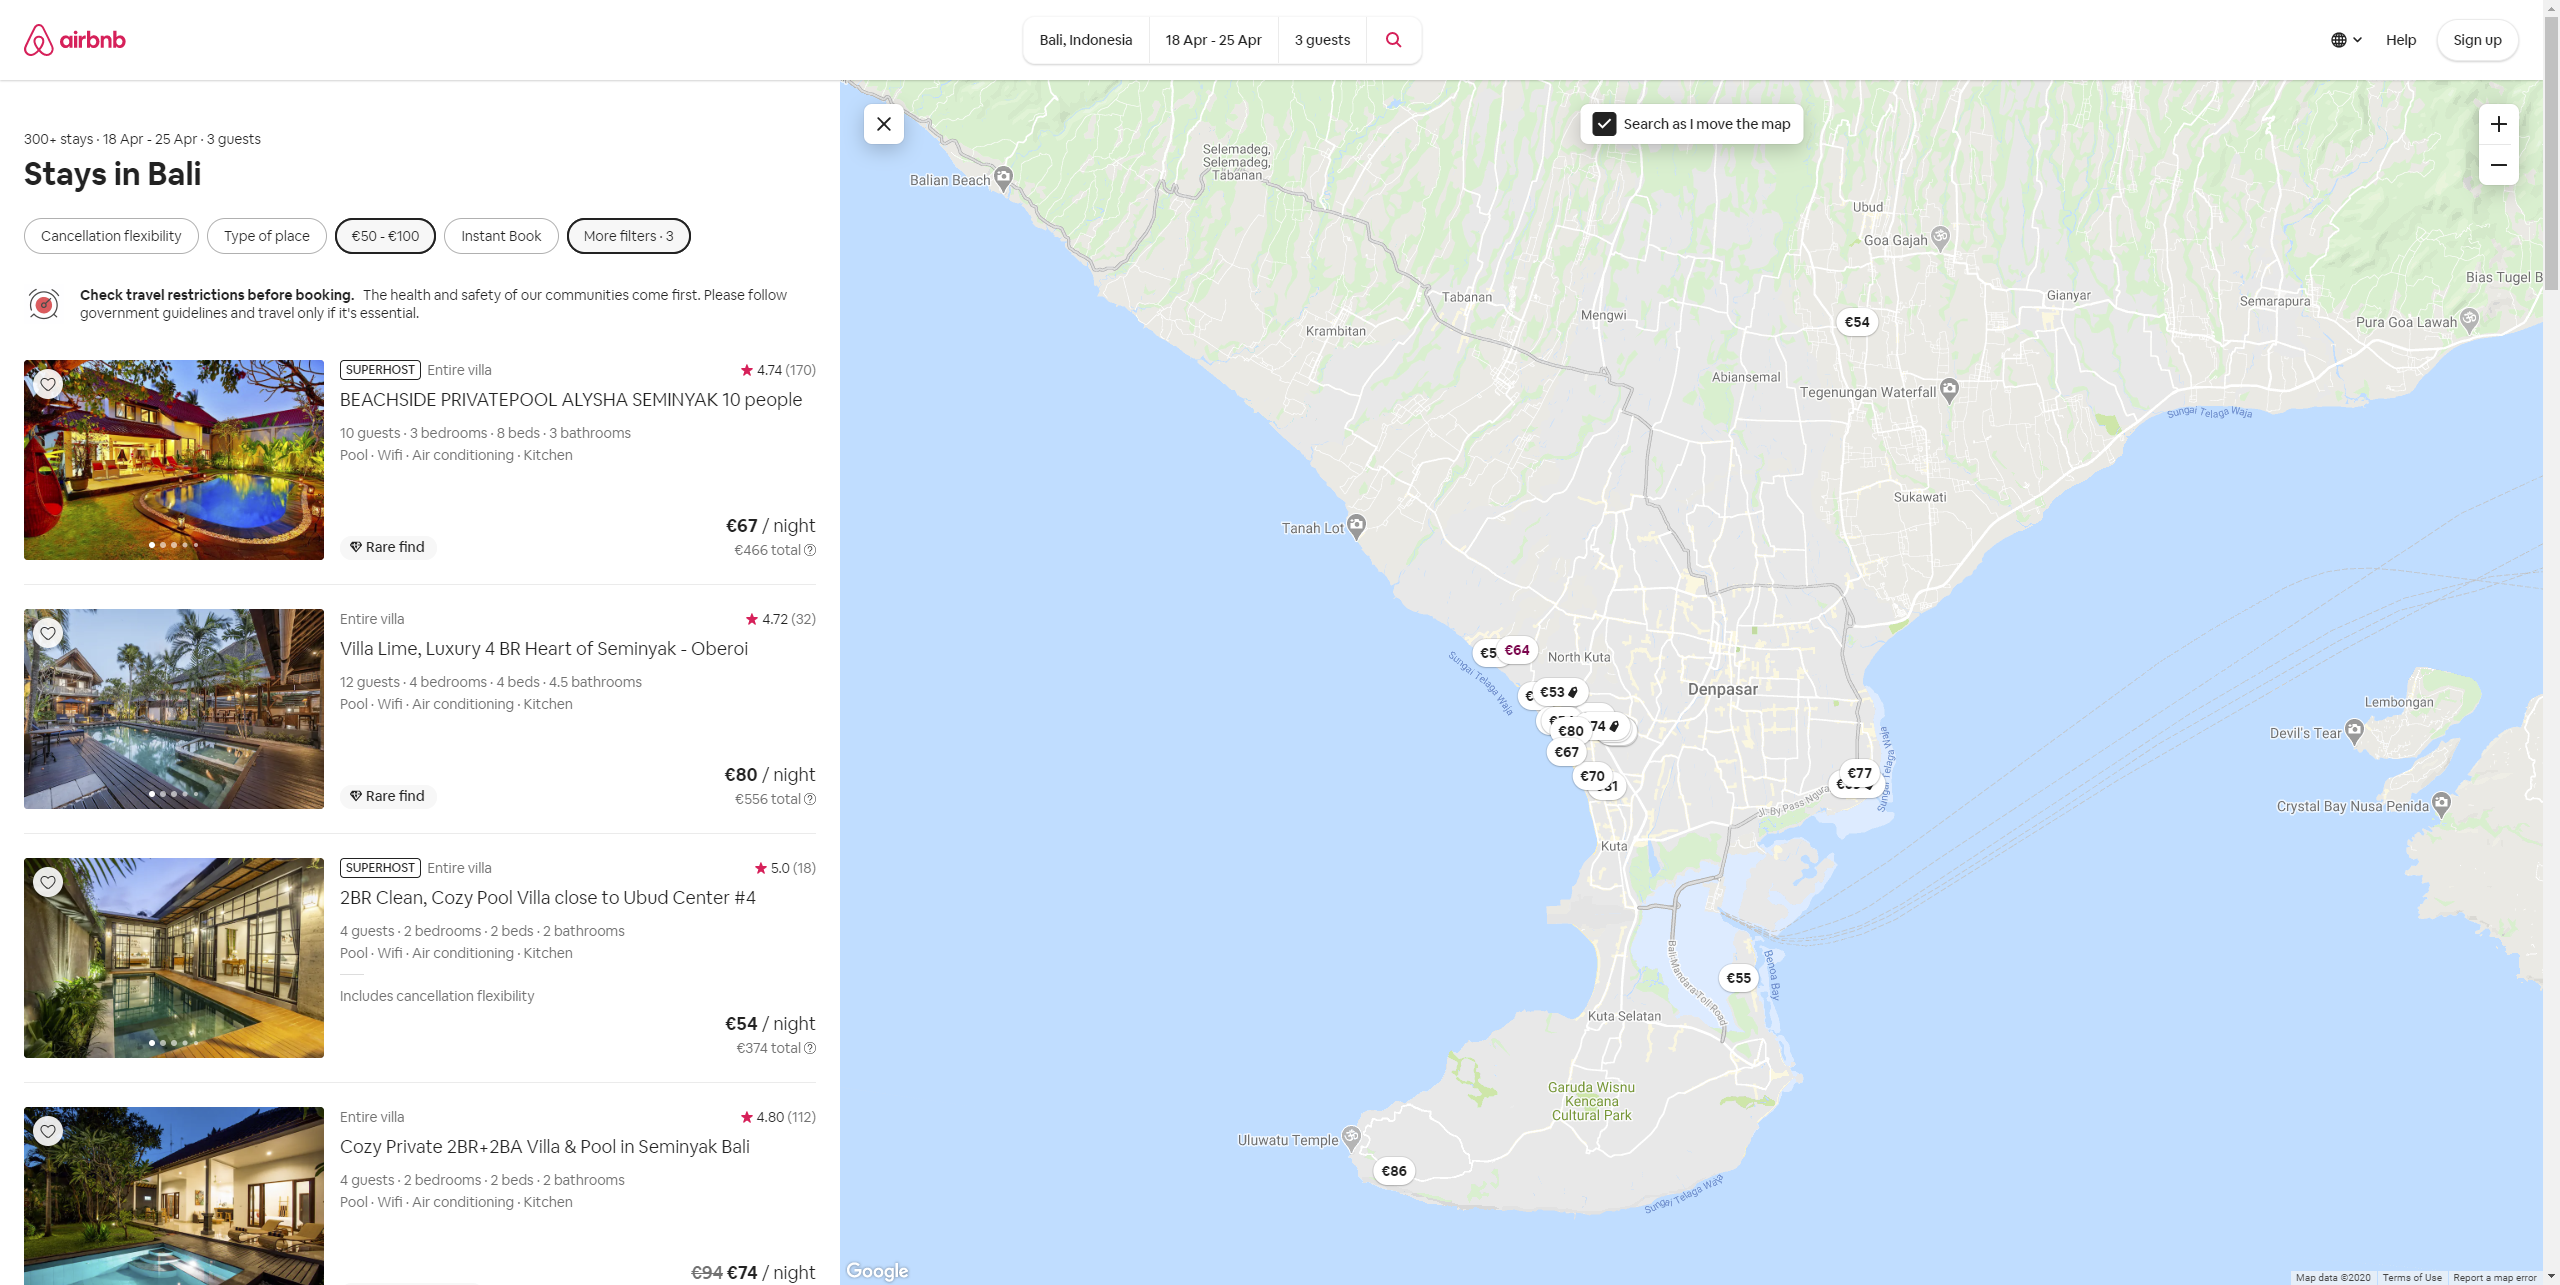 airbnb
Bali, Indonesia
18 Apr - 25 Apr
3 guests
Help
Sign up
300+ stays · 18 Apr - 25 Apr · 3 guests
Stays in Bali
Cancellation flexibility
Type of place
€50 - €100
Instant Book
More filters · 3
Check travel restrictions before booking. The health and safety of our communities come first. Please follow
government guidelines and travel only if it's essential.
SUPERHOST Entire villa
4.74 (170)
BEACHSIDE PRIVATEPOOL ALYSHA SEMINYAK 10 people
10 guests · 3 bedrooms · 8 beds · 3 bathrooms
Pool · Wifi · Air conditioning · Kitchen
Rare find
€67 / night
€466 total
Entire villa
4.72 (32)
Villa Lime, Luxury 4 BR Heart of Seminyak - Oberoi
12 guests · 4 bedrooms · 4 beds · 4.5 bathrooms
Pool · Wifi · Air conditioning · Kitchen
Rare find
€80 / night
€556 total
SUPERHOST Entire villa
5.0 (18)
2BR Clean, Cozy Pool Villa close to Ubud Center #4
4 guests · 2 bedrooms · 2 beds · 2 bathrooms
Pool · Wifi · Air conditioning · Kitchen
Includes cancellation flexibility
€54 / night
€374 total
Entire villa
4.80 (112)
Cozy Private 2BR+2BA Villa & Pool in Seminyak Bali
4 guests · 2 bedrooms · 2 beds · 2 bathrooms
Pool · Wifi · Air conditioning · Kitchen
€94 €74 / night
Search as I move the map
Selemadeg,
Selemadeg,
Tabanan
Balian Beach
Ubud
Goa Gajah
Bias Tugel B
Tabanan
Gianyar
Semarapura
Mengwi
€54
Pura Goa Lawah
Krambitan
Abiansemal
Tegenungan Waterfall
Sungai Telaga Waja
Sukawati
Tanah Lot
€64
North Kuta
Sungai Telaga Waja
€53
Denpasar
Lembongan
74
€80
Devil's Tear
€67
Sungai Telaga Waja
€70
€77
Jl. By Pass Ngura
Crystal Bay Nusa Penida
Kuta
Benoa Bay
Bali Mandara Toll Road
€55
Kuta Selatan
Garuda Wisnu
Kencana
Cultural Park
Uluwatu Temple
€86
Sungai Telaga Waja
Google
Map data ©2020
Terms of Use
Report a map error